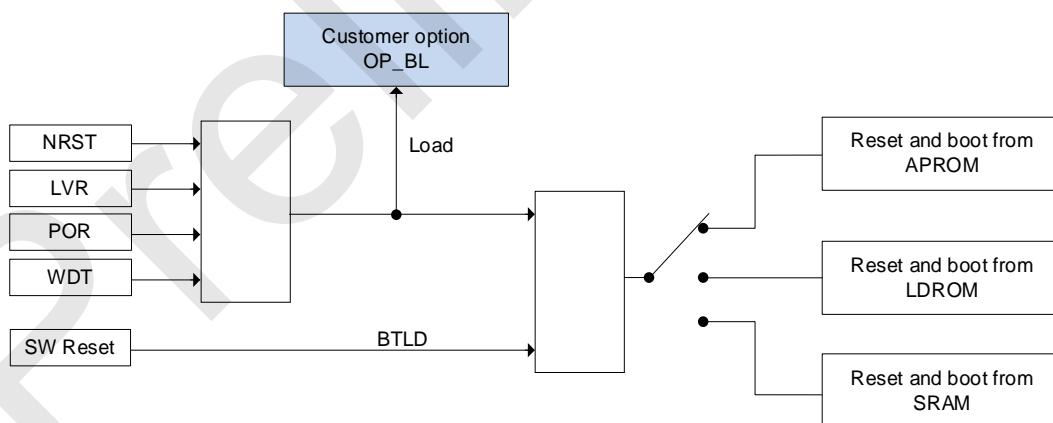 Customer option
OP_BL
NRST
LVR
POR
WDT
SW Reset
Load
BTLD
Reset and boot from
APROM
Reset and boot from
LDROM
Reset and boot from
SRAM